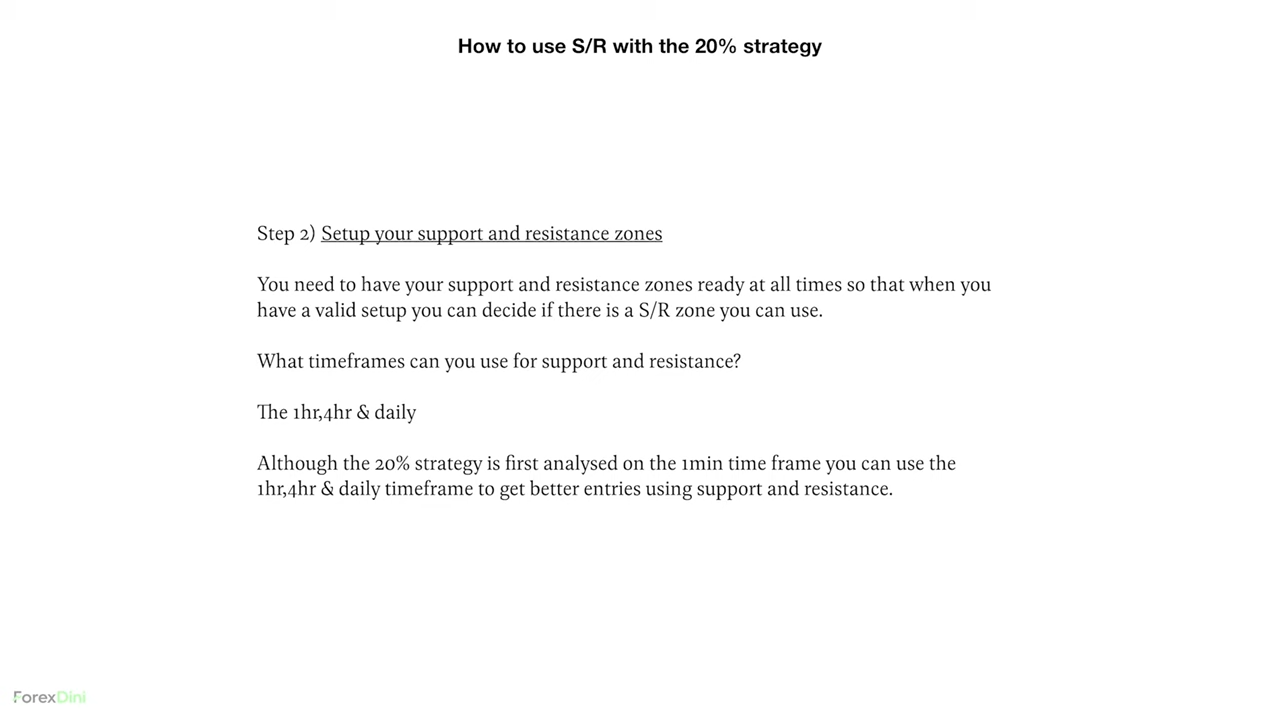 How to use S/R with the 20% strategy
Step 2) Setup your support and resistance zones
You need to have your support and resistance zones ready at all times so that when you
have a valid setup you can decide if there is a S/R zone you can use.
What timeframes can you use for support and resistance?
The 1hr,4hr & daily
Although the 20% strategy is first analysed on the 1min time frame you can use the
1hr,4hr & daily timeframe to get better entries using support and resistance.
ForexDini